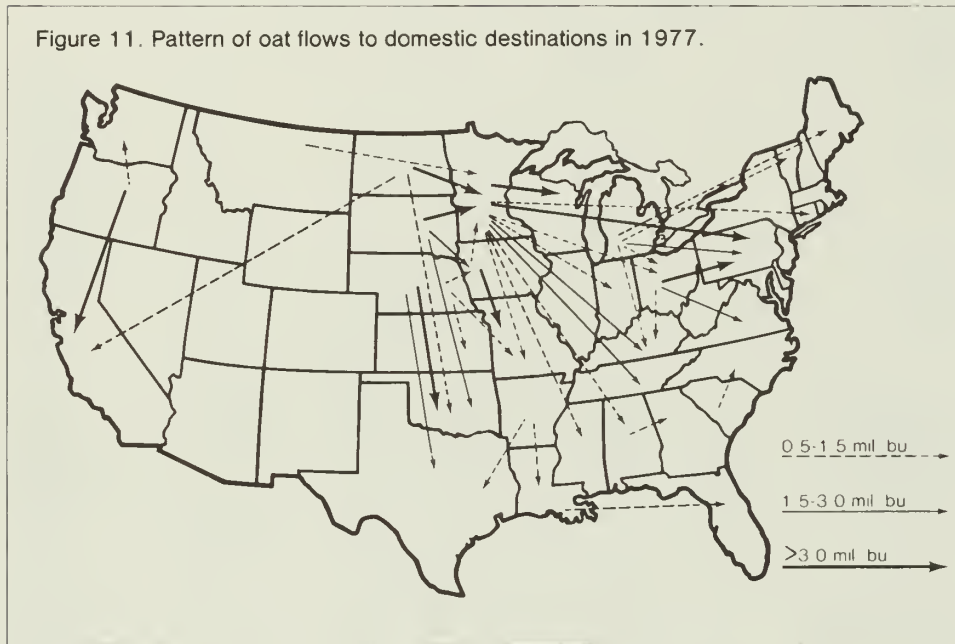 Figure 11. Pattern of oat flows to domestic destinations in 1977.
0 5-1 5 mil bu
1 5-3 0 mil bu
>3 0 mil bu